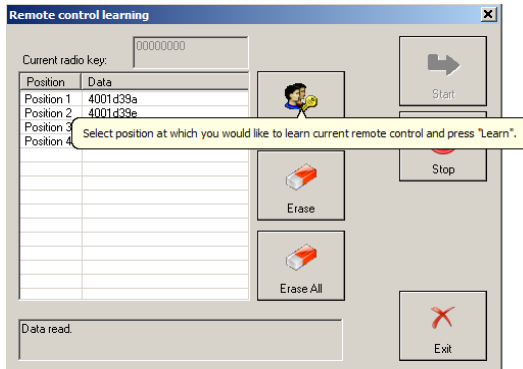 Remote control learning
00000000
Current radio key:
Position Data
Position 1 4001d39a
Position 2 4001d39e
Position 3
Position 4
Select position at which you would like to learn current remote control and press "Learn".
Start
Stop
Erase
Erase All
Data read.
Exit